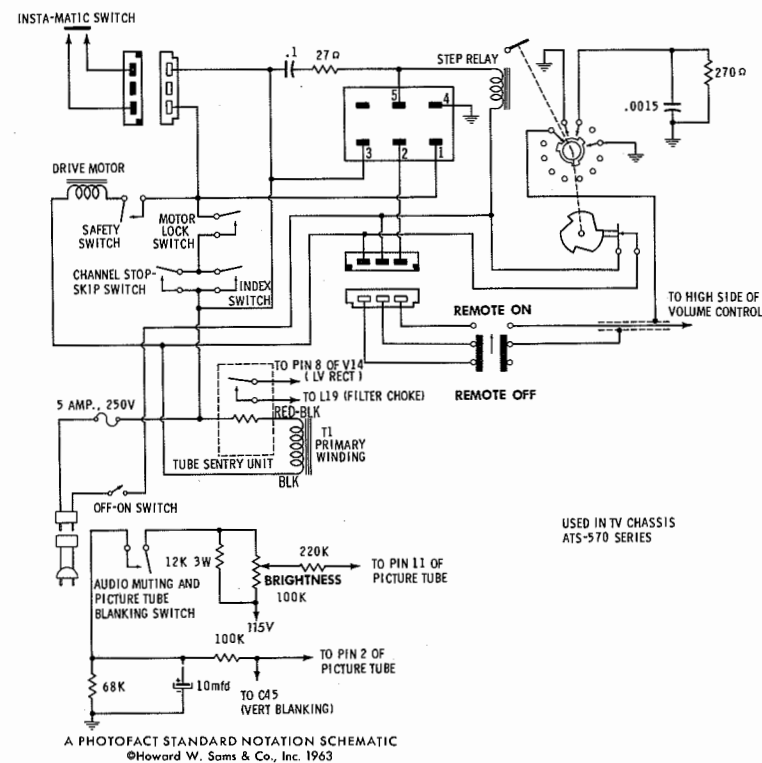 INSTA-MATIC SWITCH
.1
27Ω
STEP RELAY
270Ω
.0015
5
4
3
2
1
DRIVE MOTOR
SAFETY
SWITCH
MOTOR
LOCK
SWITCH
CHANNEL STOP-
SKIP SWITCH
INDEX
SWITCH
REMOTE ON
REMOTE OFF
TO HIGH SIDE OF
VOLUME CONTROL
TO PIN 8 OF V14
(LV RECT)
TO L19 (FILTER CHOKE)
5 AMP., 250V
RED-BLK
T1
PRIMARY
WINDING
TUBE SENTRY UNIT
BLK
OFF-ON SWITCH
USED IN TV CHASSIS
ATS-570 SERIES
12K 3W
220K
TO PIN 11 OF
PICTURE TUBE
BRIGHTNESS
100K
AUDIO MUTING AND
PICTURE TUBE
BLANKING SWITCH
115V
100K
TO PIN 2 OF
PICTURE TUBE
68K
10mfd
TO C45
(VERT BLANKING)
A PHOTOFACT STANDARD NOTATION SCHEMATIC
©Howard W. Sams & Co., Inc. 1963